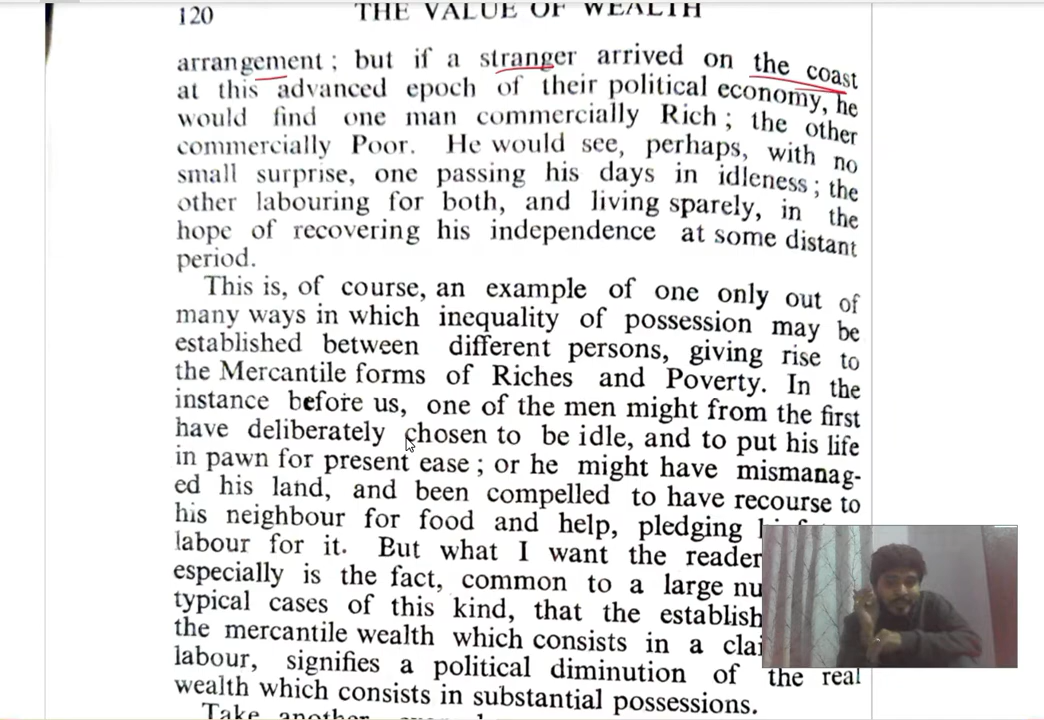 120 THE VALUE OF WEALTH
arrangement ; but if a stranger arrived on the coast
at this advanced epoch of their political economy, he
would find one man commercially Rich ; the other
commercially Poor. He would see, perhaps, with no
small surprise, one passing his days in idleness ; the
other labouring for both, and living sparely, in the
hope of recovering his independence at some distant
period.
This is, of course, an example of one only out of
many ways in which inequality of possession may be
established between different persons, giving rise to
the Mercantile forms of Riches and Poverty. In the
instance before us, one of the men might from the first
have deliberately chosen to be idle, and to put his life
in pawn for present ease ; or he might have mismanag-
ed his land, and been compelled to have recourse to
his neighbour for food and help, pledging
labour for it. But what I want the reader
especially is the fact, common to a large nu
typical cases of this kind, that the establish
the mercantile wealth which consists in a clai
labour, signifies a political diminution of the real
wealth which consists in substantial possessions.
Take another